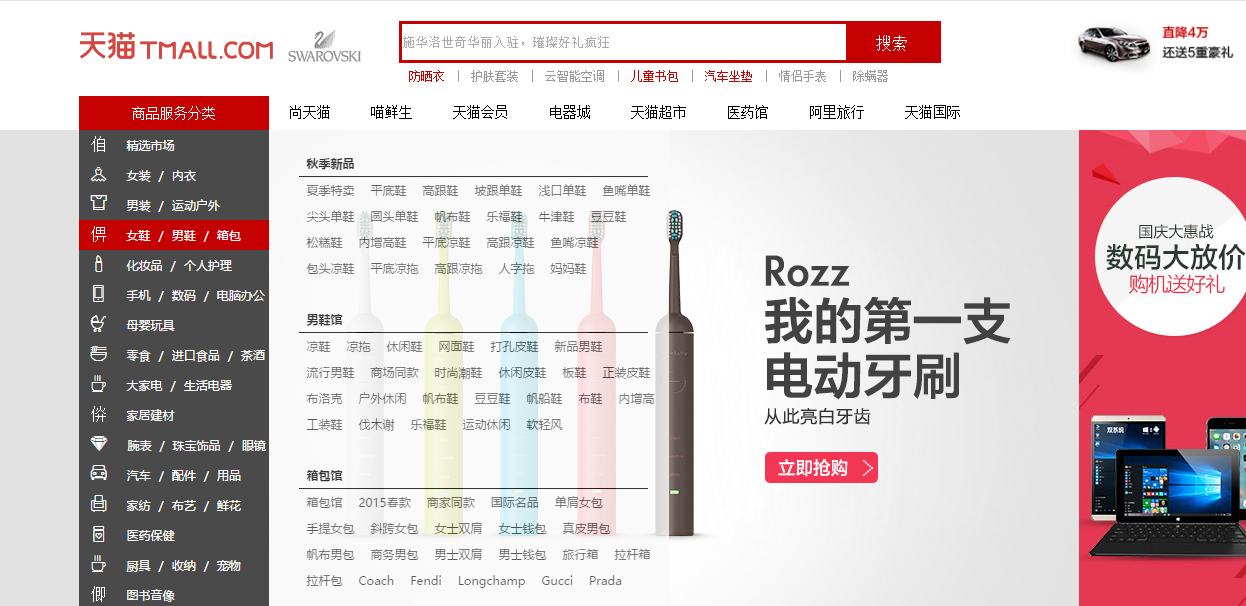 天猫 TMALL.COM
SWAROVSKI
施华洛世奇华丽入驻，璀璨好礼疯狂
搜索
直降4万
还送5重豪礼
防晒衣 | 护肤套装 | 云智能空调 | 儿童书包 | 汽车坐垫 | 情侣手表 | 除螨器
商品服务分类
尚天猫 喵鲜生 天猫会员 电器城 天猫超市 医药馆 阿里旅行 天猫国际
精选市场
女装 / 内衣
男装 / 运动户外
女鞋 / 男鞋 / 箱包
化妆品 / 个人护理
手机 / 数码 / 电脑办公
母婴玩具
零食 / 进口食品 / 茶酒
大家电 / 生活电器
家居建材
腕表 / 珠宝饰品 / 眼镜
汽车 / 配件 / 用品
家纺 / 布艺 / 鲜花
医药保健
厨具 / 收纳 / 宠物
图书音像
秋季新品
夏季特卖 平底鞋 高跟鞋 坡跟单鞋 浅口单鞋 鱼嘴单鞋
尖头单鞋 圆头单鞋 帆布鞋 乐福鞋 牛津鞋 豆豆鞋
松糕鞋 内增高鞋 平底凉鞋 高跟凉鞋 鱼嘴凉鞋
包头凉鞋 平底凉拖 高跟凉拖 人字拖 妈妈鞋
男鞋馆
凉鞋 凉拖 休闲鞋 网面鞋 打孔皮鞋 新品男鞋
流行男鞋 商场同款 时尚潮鞋 休闲皮鞋 板鞋 正装皮鞋
布洛克 户外休闲 帆布鞋 豆豆鞋 帆船鞋 布鞋 内增高
工装鞋 伐木谢 乐福鞋 运动休闲 软轻风
箱包馆
箱包馆 2015春款 商家同款 国际名品 单肩女包
手提女包 斜跨女包 女士双肩 女士钱包 真皮男包
帆布男包 商务男包 男士双肩 男士钱包 旅行箱 拉杆箱
拉杆包 Coach Fendi Longchamp Gucci Prada
Rozz
我的第一支
电动牙刷
从此亮白牙齿
立即抢购
国庆大惠战
数码大放价
购机送好礼
双系统